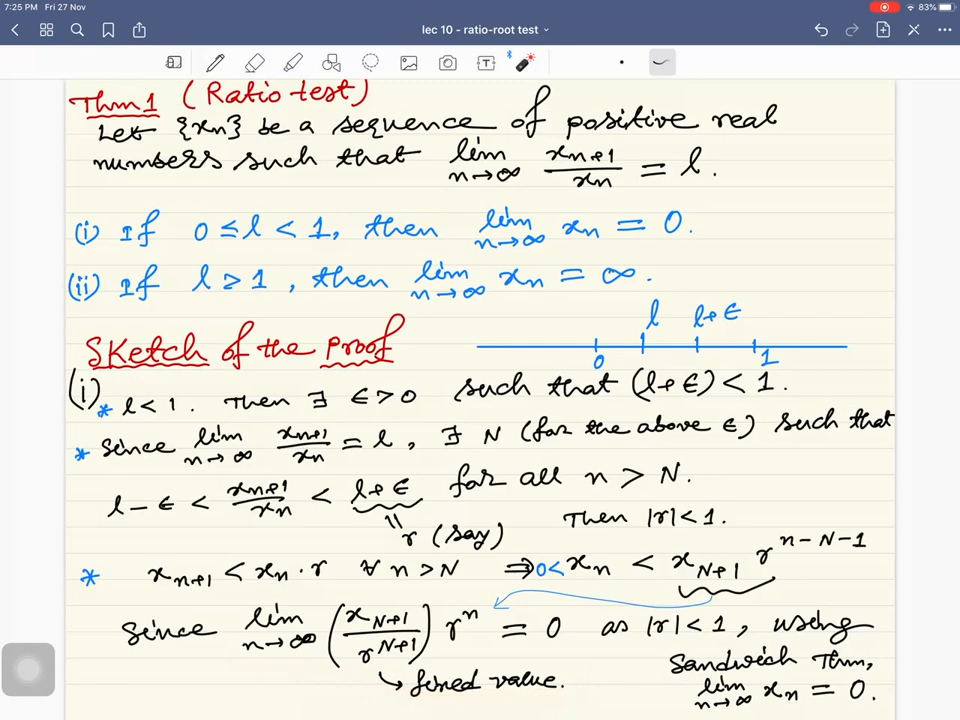 7:25 PM Fri 27 Nov
83%
lec 10 - ratio-root test
Thm 1 (Ratio test)
Let {xn} be a sequence of positive real
numbers such that lim n→∞ xn+1/xn = l.
(i) If 0 ≤ l < 1, then lim n→∞ xn = 0.
(ii) If l > 1, then lim n→∞ xn = ∞.
l l+ε
0 1
Sketch of the Proof
(i) * l < 1. Then ∃ ε > 0 such that (l+ε) < 1.
* Since lim n→∞ xn+1/xn = l, ∃ N (for the above ε) such that
l - ε < xn+1/xn < l+ε for all n > N.
|| r (say) Then |r| < 1.
* xn+1 < xn · r ∀ n > N ⇒ 0 < xn < xN+1 r^(n-N-1)
Since lim n→∞ (xN+1/r^(N+1)) r^n = 0 as |r| < 1, using
↳ fixed value. Sandwich Thm,
lim n→∞ xn = 0.